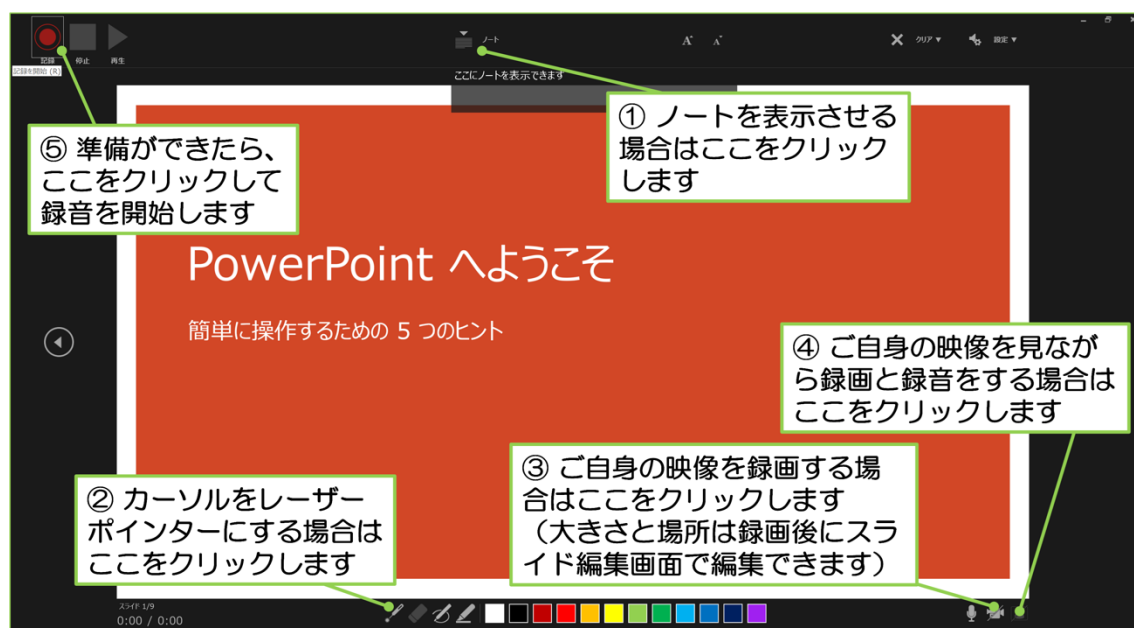 記録
停止
再生
記録を開始 (R)
ノート
A A
クリア ▼
設定 ▼
ここにノートを表示できます
① ノートを表示させる
場合はここをクリック
します
⑤ 準備ができたら、
ここをクリックして
録音を開始します
PowerPoint へようこそ
簡単に操作するための 5 つのヒント
④ ご自身の映像を見なが
ら録画と録音をする場合は
ここをクリックします
③ ご自身の映像を録画する場
合はここをクリックします
（大きさと場所は録画後にスラ
イド編集画面で編集できます）
② カーソルをレーザー
ポインターにする場合は
ここをクリックします
スライド 1/9
0:00 / 0:00